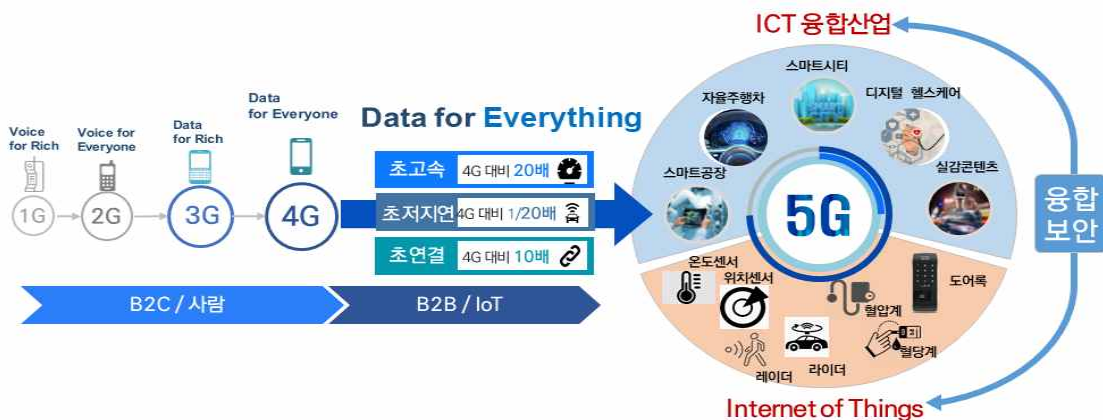 Voice
for Rich
1G
Voice for
Everyone
2G
Data
for Rich
3G
Data
for Everyone
4G
Data for Everything
초고속 4G 대비 20배
초저지연 4G 대비 1/20배
초연결 4G 대비 10배
B2C / 사람
B2B / IoT
ICT 융합산업
스마트시티
자율주행차
디지털 헬스케어
스마트공장
실감콘텐츠
5G
온도센서
위치센서
혈압계
도어록
레이더
라이더
혈당계
Internet of Things
융합
보안